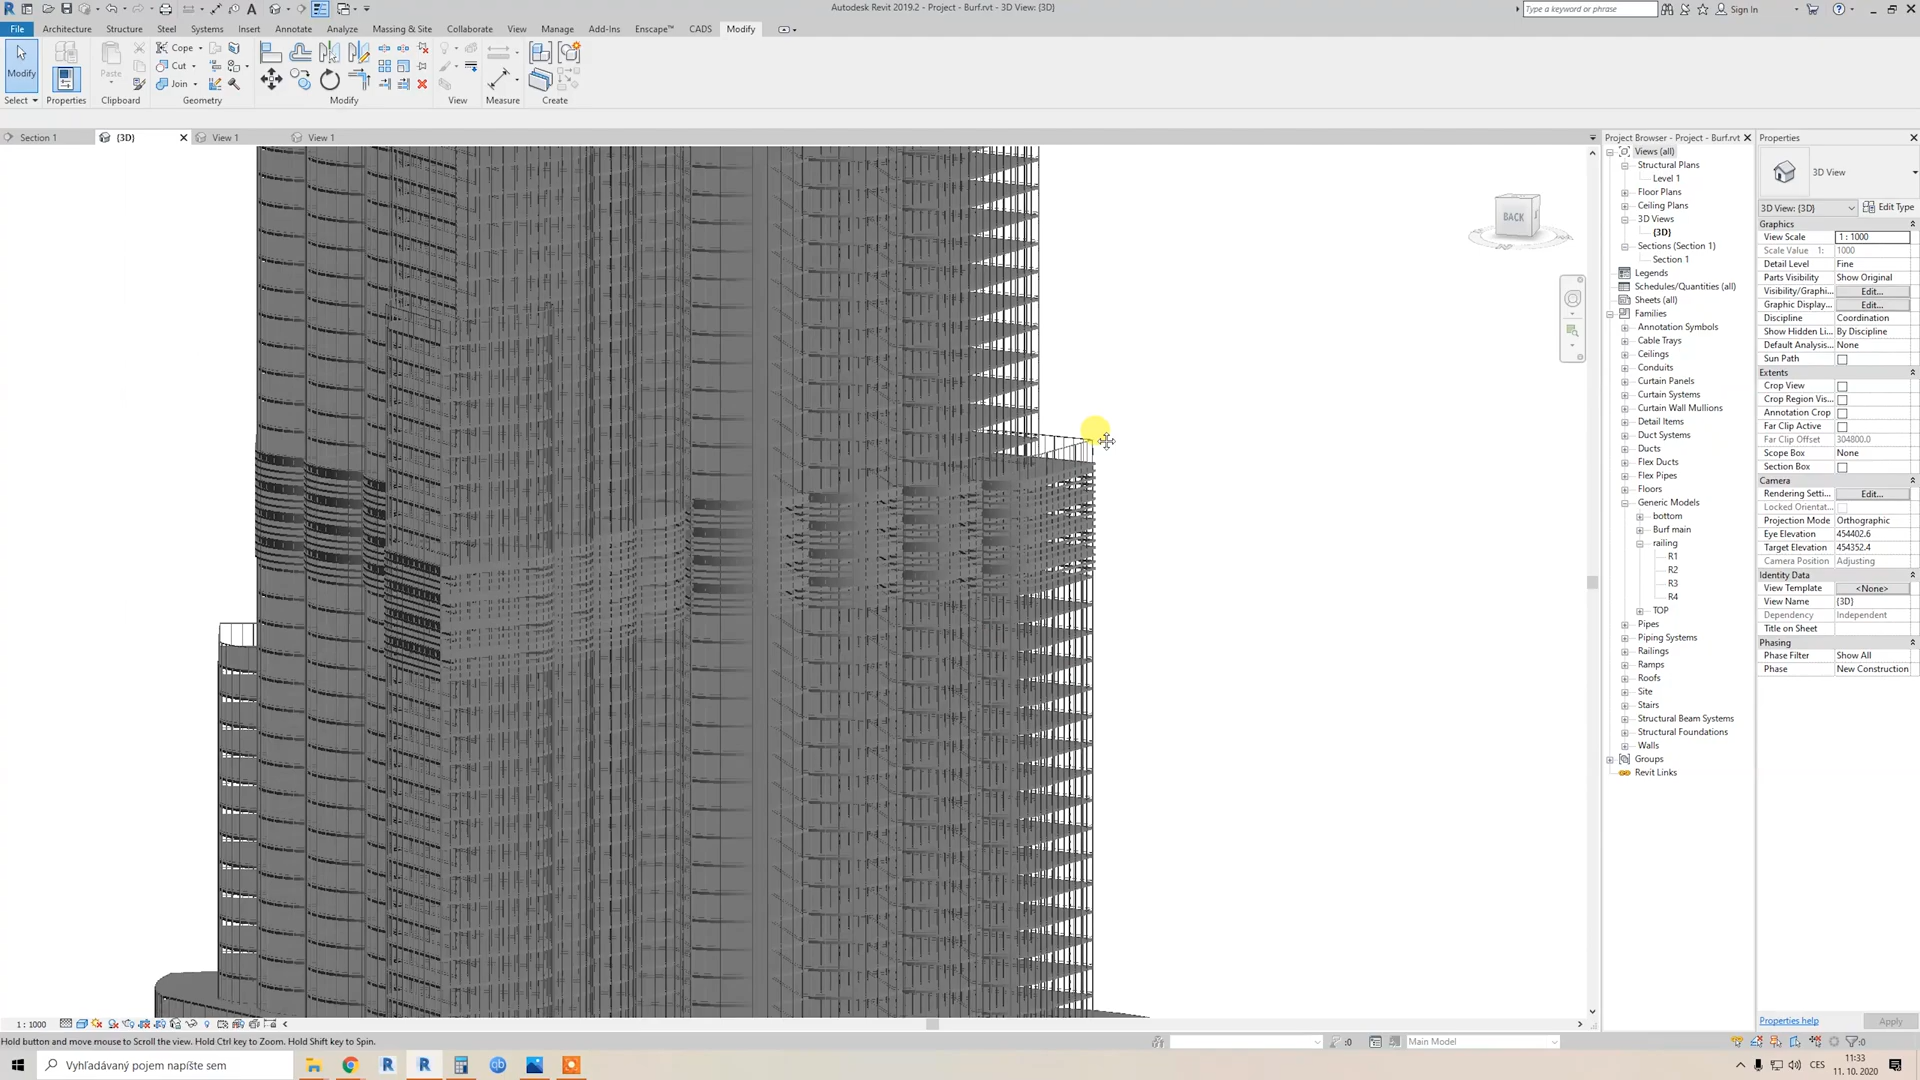 Autodesk Revit 2019.2 - Project - Burf.rvt - 3D View: {3D}
Type a keyword or phrase
Sign In
File Architecture Structure Steel Systems Insert Annotate Analyze Massing & Site Collaborate View Manage Add-Ins Enscape™ CADS Modify
Modify
Paste
Cope
Cut
Join
Select Properties Clipboard Geometry Modify View Measure Create
Section 1 {3D} View 1 View 1
BACK
Project Browser - Project - Burf.rvt
Views (all)
Structural Plans
Level 1
Floor Plans
Ceiling Plans
3D Views
{3D}
Sections (Section 1)
Section 1
Legends
Schedules/Quantities (all)
Sheets (all)
Families
Annotation Symbols
Cable Trays
Ceilings
Conduits
Curtain Panels
Curtain Systems
Curtain Wall Mullions
Detail Items
Duct Systems
Ducts
Flex Ducts
Flex Pipes
Floors
Generic Models
bottom
Burf main
railing
R1
R2
R3
R4
TOP
Pipes
Piping Systems
Railings
Ramps
Roofs
Site
Stairs
Structural Beam Systems
Structural Foundations
Walls
Groups
Revit Links
Properties
3D View
3D View: {3D} Edit Type
Graphics
View Scale 1 : 1000
Scale Value 1: 1000
Detail Level Fine
Parts Visibility Show Original
Visibility/Graphi... Edit...
Graphic Display... Edit...
Discipline Coordination
Show Hidden Li... By Discipline
Default Analysis... None
Sun Path
Extents
Crop View
Crop Region Vis...
Annotation Crop
Far Clip Active
Far Clip Offset 304800.0
Scope Box None
Section Box
Camera
Rendering Setti... Edit...
Locked Orientat...
Projection Mode Orthographic
Eye Elevation 454402.6
Target Elevation 454352.4
Camera Position Adjusting
Identity Data
View Template <None>
View Name {3D}
Dependency Independent
Title on Sheet
Phasing
Phase Filter Show All
Phase New Construction
Properties help Apply
1 : 1000
Hold button and move mouse to Scroll the view. Hold Ctrl key to Zoom. Hold Shift key to Spin.
:0 Main Model :0
Vyhľadávaný pojem napíšte sem
CES
11:33
11. 10. 2020